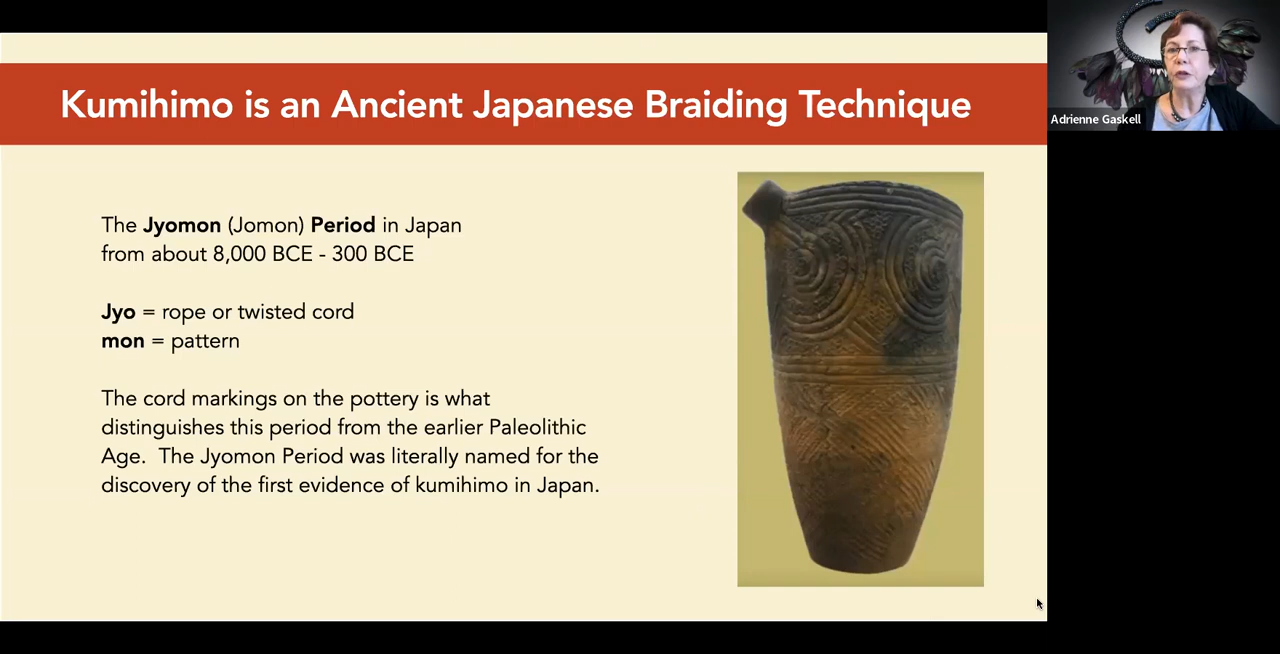 Kumihimo is an Ancient Japanese Braiding Technique
The Jyomon (Jomon) Period in Japan
from about 8,000 BCE - 300 BCE
Jyo = rope or twisted cord
mon = pattern
The cord markings on the pottery is what
distinguishes this period from the earlier Paleolithic
Age.  The Jyomon Period was literally named for the
discovery of the first evidence of kumihimo in Japan.
Adrienne Gaskell